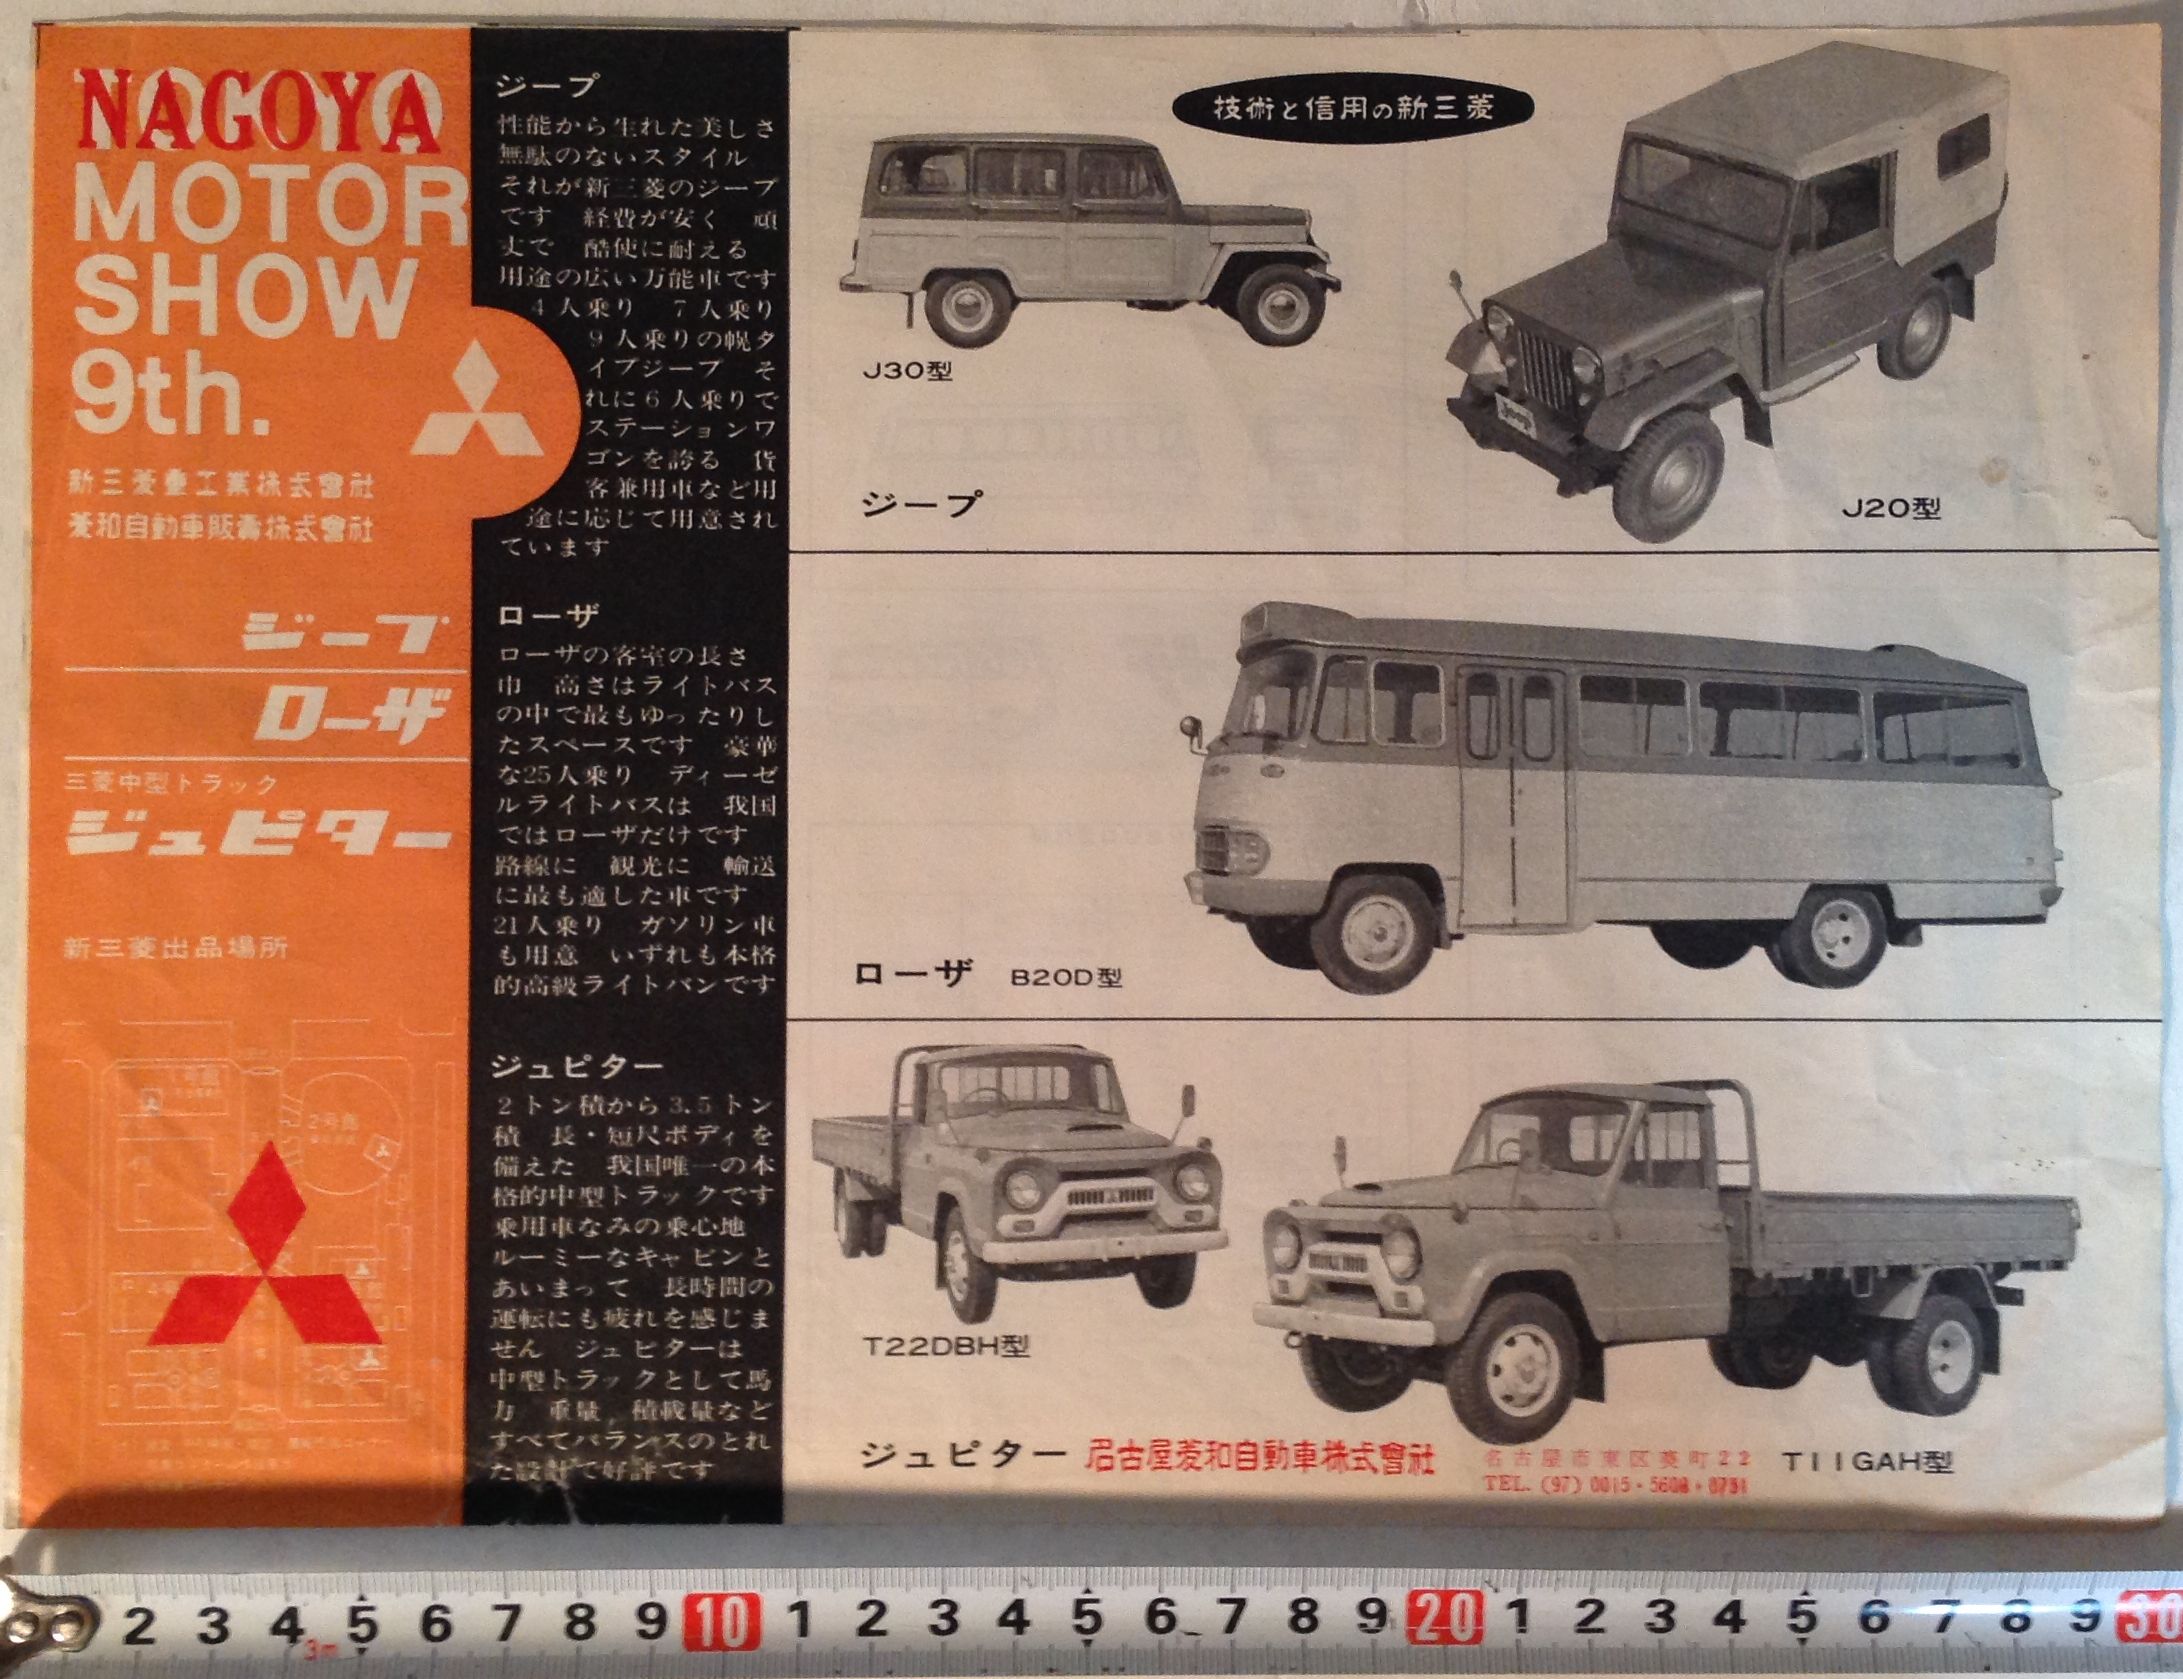 NAGOYA
MOTOR
SHOW
9th.
新三菱重工業株式會社
菱和自動車販賣株式會社
ジープ
ローザ
三菱中型トラック
ジュピター
新三菱出品場所
2号館
ジープ
性能から生れた美しさ
無駄のないスタイル
それが新三菱のジープ
です 経費が安く 頑
丈で 酷使に耐える
用途の広い万能車です
4人乗り 7人乗り
9人乗りの幌タ
イプジープ そ
れに6人乗りで
ステーションワ
ゴンを誇る 貨
客兼用車など用
途に応じて用意され
ています
ローザ
ローザの客室の長さ
巾 高さはライトバス
の中で最もゆったりし
たスペースです 豪華
な25人乗り ディーゼ
ルライトバスは 我国
ではローザだけです
路線に 観光に 輸送
に最も適した車です
21人乗り ガソリン車
も用意 いずれも本格
的高級ライトバンです
ジュピター
2トン積から3.5トン
積 長・短尺ボディを
備えた 我国唯一の本
格的中型トラックです
乗用車なみの乗心地
ルーミーなキャビンと
あいまって 長時間の
運転にも疲れを感じま
せん ジュピターは
中型トラックとして馬
力 重量 積載量など
すべてバランスのとれ
た設計で好評です
技術と信用の新三菱
J30型
Jeep
ジープ
J20型
ローザ B20D型
T22DBH型
ジュピター 名古屋菱和自動車株式會社
名古屋市東区葵町22
TEL. (97) 0015・5608・8751
T11GAH型
2 3 4 5 6 7 8 9 10 1 2 3 4 5 6 7 8 9 20 1 2 3 4 5 6 7 8 9 30
3m